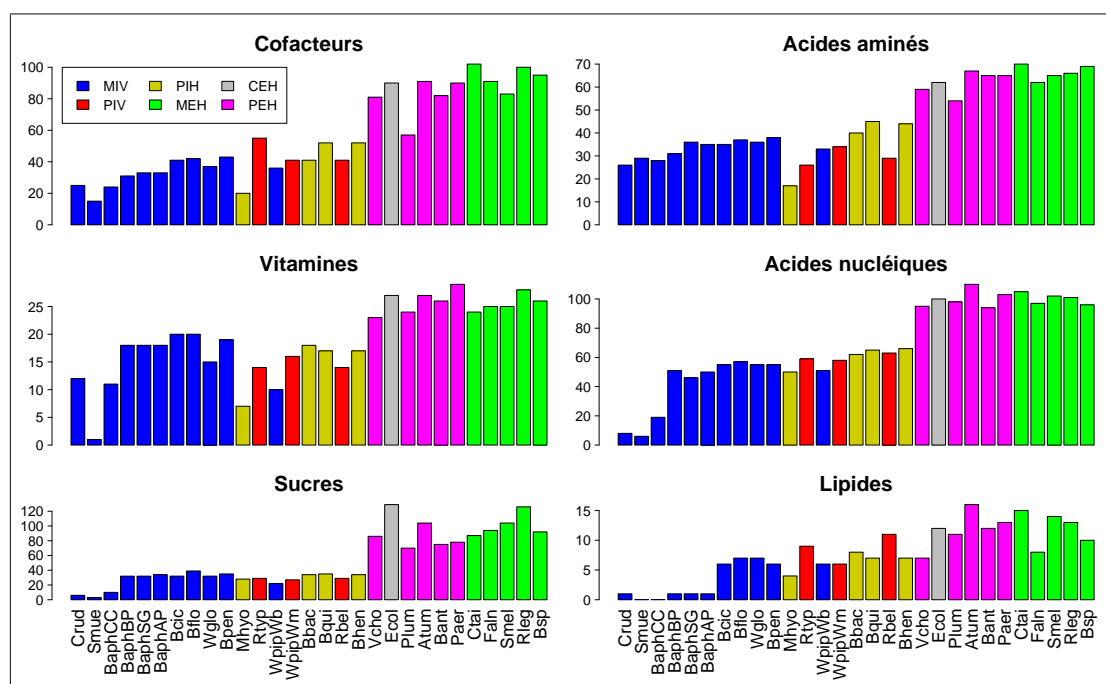 Cofacteurs
100
80
60
40
20
0
MIV PIH CEH
PIV MEH PEH
Acides aminés
70
60
50
40
30
20
10
0
Vitamines
25
20
15
10
5
0
Acides nucléiques
100
80
60
40
20
0
Sucres
120
100
80
60
40
20
0
Crud
Smue
BaphCC
BaphBP
BaphSG
BaphAP
Bcic
Bflo
Wglo
Bpen
Mhyo
Rtyp
WpipWb
WpipWm
Bbac
Bqui
Rbel
Bhen
Vcho
Ecol
Plum
Atum
Bant
Paer
Ctai
Faln
Smel
Rleg
Bsp
Lipides
15
10
5
0
Crud
Smue
BaphCC
BaphBP
BaphSG
BaphAP
Bcic
Bflo
Wglo
Bpen
Mhyo
Rtyp
WpipWb
WpipWm
Bbac
Bqui
Rbel
Bhen
Vcho
Ecol
Plum
Atum
Bant
Paer
Ctai
Faln
Smel
Rleg
Bsp